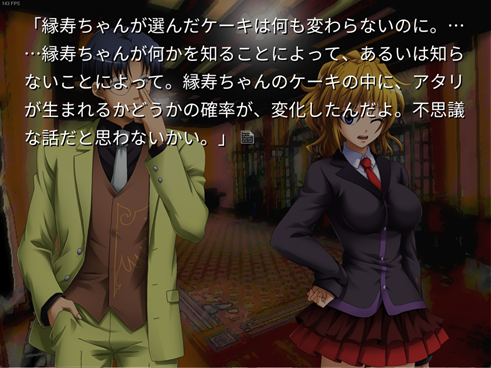 143 FPS
「縁寿ちゃんが選んだケーキは何も変わらないのに。…
…縁寿ちゃんが何かを知ることによって、あるいは知ら
ないことによって。縁寿ちゃんのケーキの中に、アタリ
が生まれるかどうかの確率が、変化したんだよ。不思議
な話だと思わないかい。」